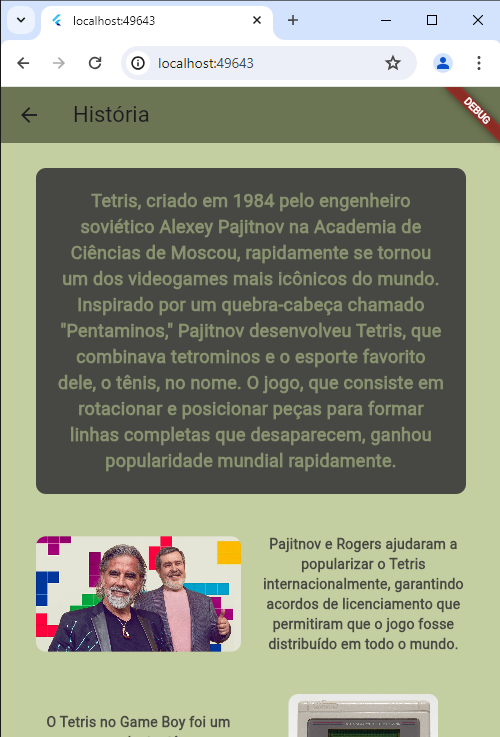 localhost:49643
localhost:49643
História
DEBUG
Tetris, criado em 1984 pelo engenheiro
soviético Alexey Pajitnov na Academia de
Ciências de Moscou, rapidamente se tornou
um dos videogames mais icônicos do mundo.
Inspirado por um quebra-cabeça chamado
"Pentaminos," Pajitnov desenvolveu Tetris, que
combinava tetrominos e o esporte favorito
dele, o tênis, no nome. O jogo, que consiste em
rotacionar e posicionar peças para formar
linhas completas que desaparecem, ganhou
popularidade mundial rapidamente.
Pajitnov e Rogers ajudaram a
popularizar o Tetris
internacionalmente, garantindo
acordos de licenciamento que
permitiram que o jogo fosse
distribuído em todo o mundo.
O Tetris no Game Boy foi um